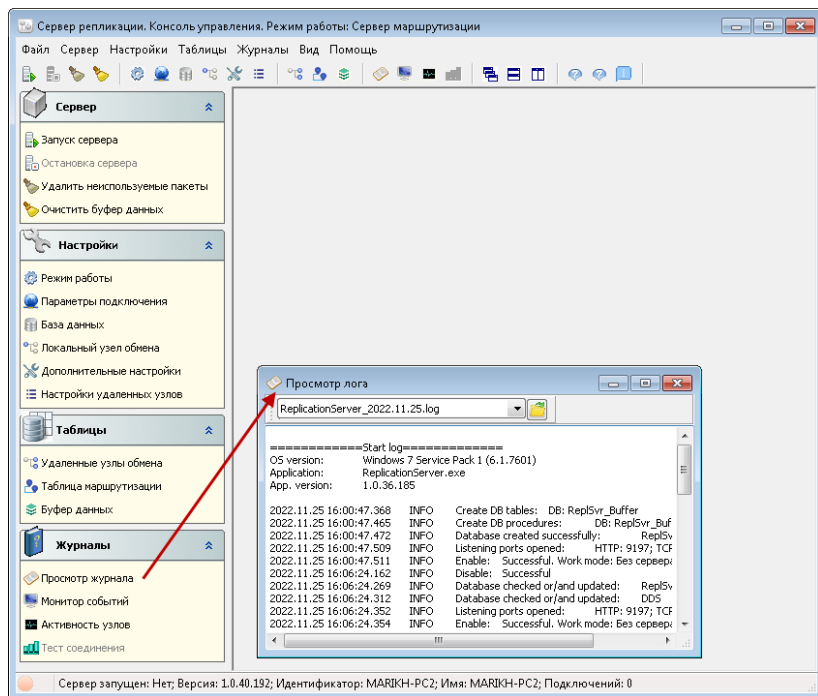 Сервер репликации. Консоль управления. Режим работы: Сервер маршрутизации
Файл Сервер Настройки Таблицы Журналы Вид Помощь
Сервер
Запуск сервера
Остановка сервера
Удалить неиспользуемые пакеты
Очистить буфер данных
Настройки
Режим работы
Параметры подключения
База данных
Локальный узел обмена
Дополнительные настройки
Настройки удаленных узлов
Таблицы
Удаленные узлы обмена
Таблица маршрутизации
Буфер данных
Журналы
Просмотр журнала
Монитор событий
Активность узлов
Тест соединения
Просмотр лога
ReplicationServer_2022.11.25.log
============Start log=============
OS version: Windows 7 Service Pack 1 (6.1.7601)
Application: ReplicationServer.exe
App. version: 1.0.36.185
2022.11.25 16:00:47.368 INFO Create DB tables: DB: ReplSvr_Buffer
2022.11.25 16:00:47.465 INFO Create DB procedures: DB: ReplSvr_Buf
2022.11.25 16:00:47.472 INFO Database created successfully: ReplSv
2022.11.25 16:00:47.509 INFO Listening ports opened: HTTP: 9197; TCP
2022.11.25 16:00:47.511 INFO Enable: Successful. Work mode: Без сервера
2022.11.25 16:06:24.162 INFO Disable: Successful
2022.11.25 16:06:24.269 INFO Database checked or/and updated: ReplSv
2022.11.25 16:06:24.312 INFO Database checked or/and updated: DDS
2022.11.25 16:06:24.352 INFO Listening ports opened: HTTP: 9197; TCP
2022.11.25 16:06:24.354 INFO Enable: Successful. Work mode: Без сервера
Сервер запущен: Нет; Версия: 1.0.40.192; Идентификатор: MARIKH-PC2; Имя: MARIKH-PC2; Подключений: 0